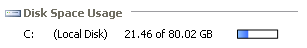 Disk Space Usage
C: (Local Disk) 21.46 of 80.02 GB